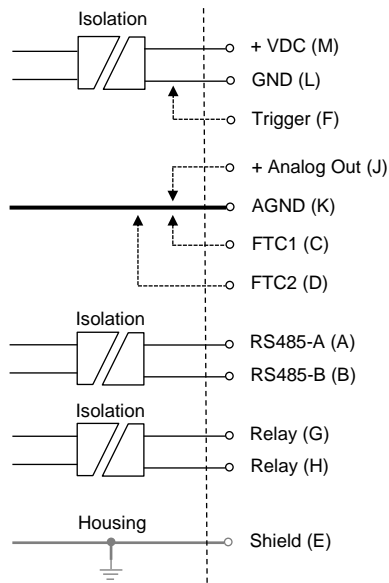 Isolation
+ VDC (M)
GND (L)
Trigger (F)
+ Analog Out (J)
AGND (K)
FTC1 (C)
FTC2 (D)
Isolation
RS485-A (A)
RS485-B (B)
Isolation
Relay (G)
Relay (H)
Housing
Shield (E)